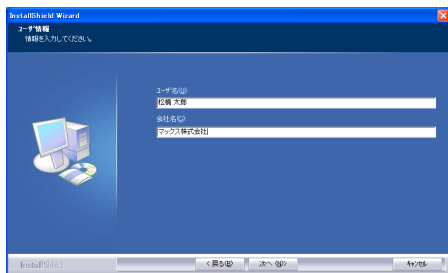 InstallShield Wizard
ユーザ情報
情報を入力してください。
ユーザ名(U):
松幡 太郎
会社名(C):
マックス株式会社
InstallShield
< 戻る(B)
次へ (N)>
キャンセル